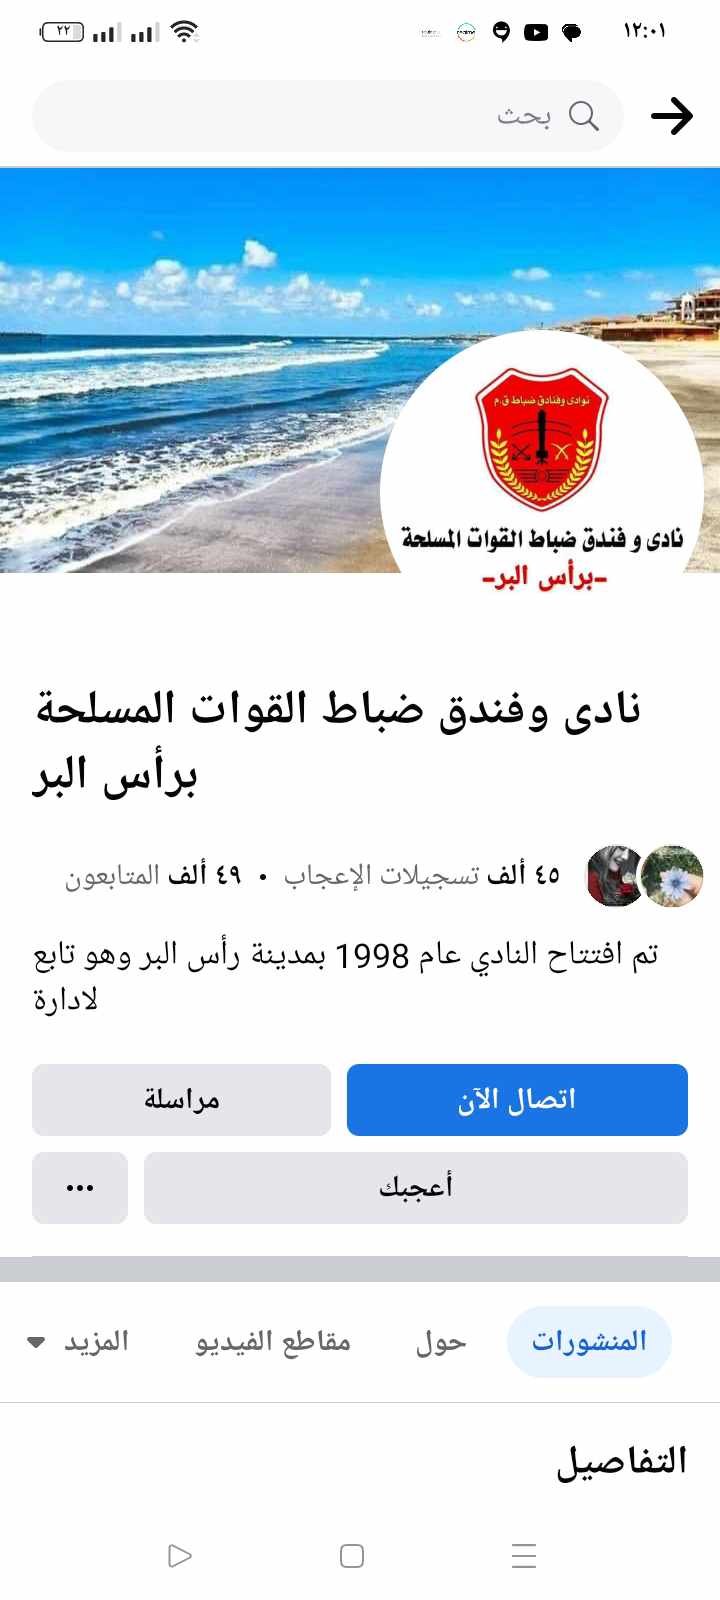 ١٢:٠١
٢٢
بحث
نوادى وفنادق ضباط ق.م
نادى و فندق ضباط القوات المسلحة
-برأس البر-
نادى وفندق ضباط القوات المسلحة
برأس البر
٤٥ ألف تسجيلات الإعجاب • ٤٩ ألف المتابعون
تم افتتاح النادي عام 1998 بمدينة رأس البر وهو تابع
لادارة
اتصال الآن
مراسلة
أعجبك
المنشورات
حول
مقاطع الفيديو
المزيد
التفاصيل